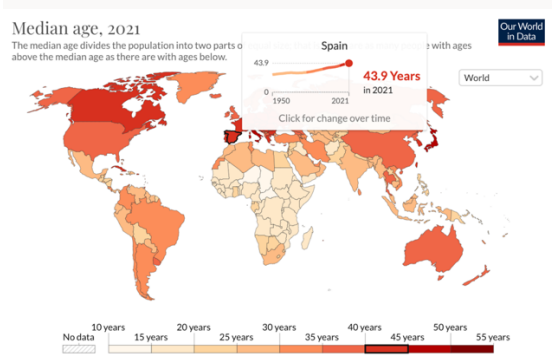 Median age, 2021
Our World
in Data
The median age divides the population into two parts o
e with ages
above the median age as there are with ages below.
Spain
43.9
0
1950
2021
43.9 Years
in 2021
Click for change over time
World
No data
10 years
15 years
20 years
25 years
30 years
35 years
40 years
45 years
50 years
55 years